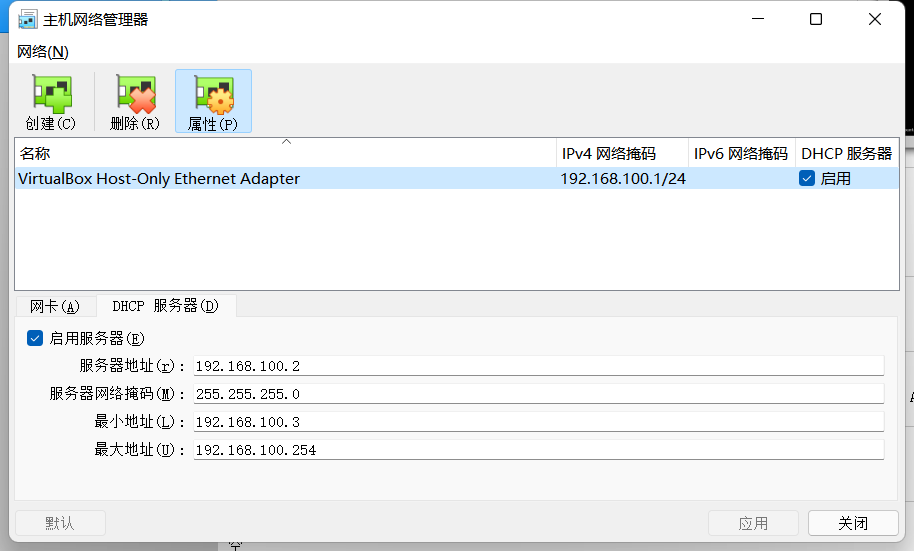 主机网络管理器
网络(N)
创建(C) 删除(R) 属性(P)
名称 IPv4 网络掩码 IPv6 网络掩码 DHCP 服务器
VirtualBox Host-Only Ethernet Adapter 192.168.100.1/24 启用
网卡(A) DHCP 服务器(D)
启用服务器(E)
服务器地址(r)： 192.168.100.2
服务器网络掩码(M)： 255.255.255.0
最小地址(L)： 192.168.100.3
最大地址(U)： 192.168.100.254
默认 应用 关闭